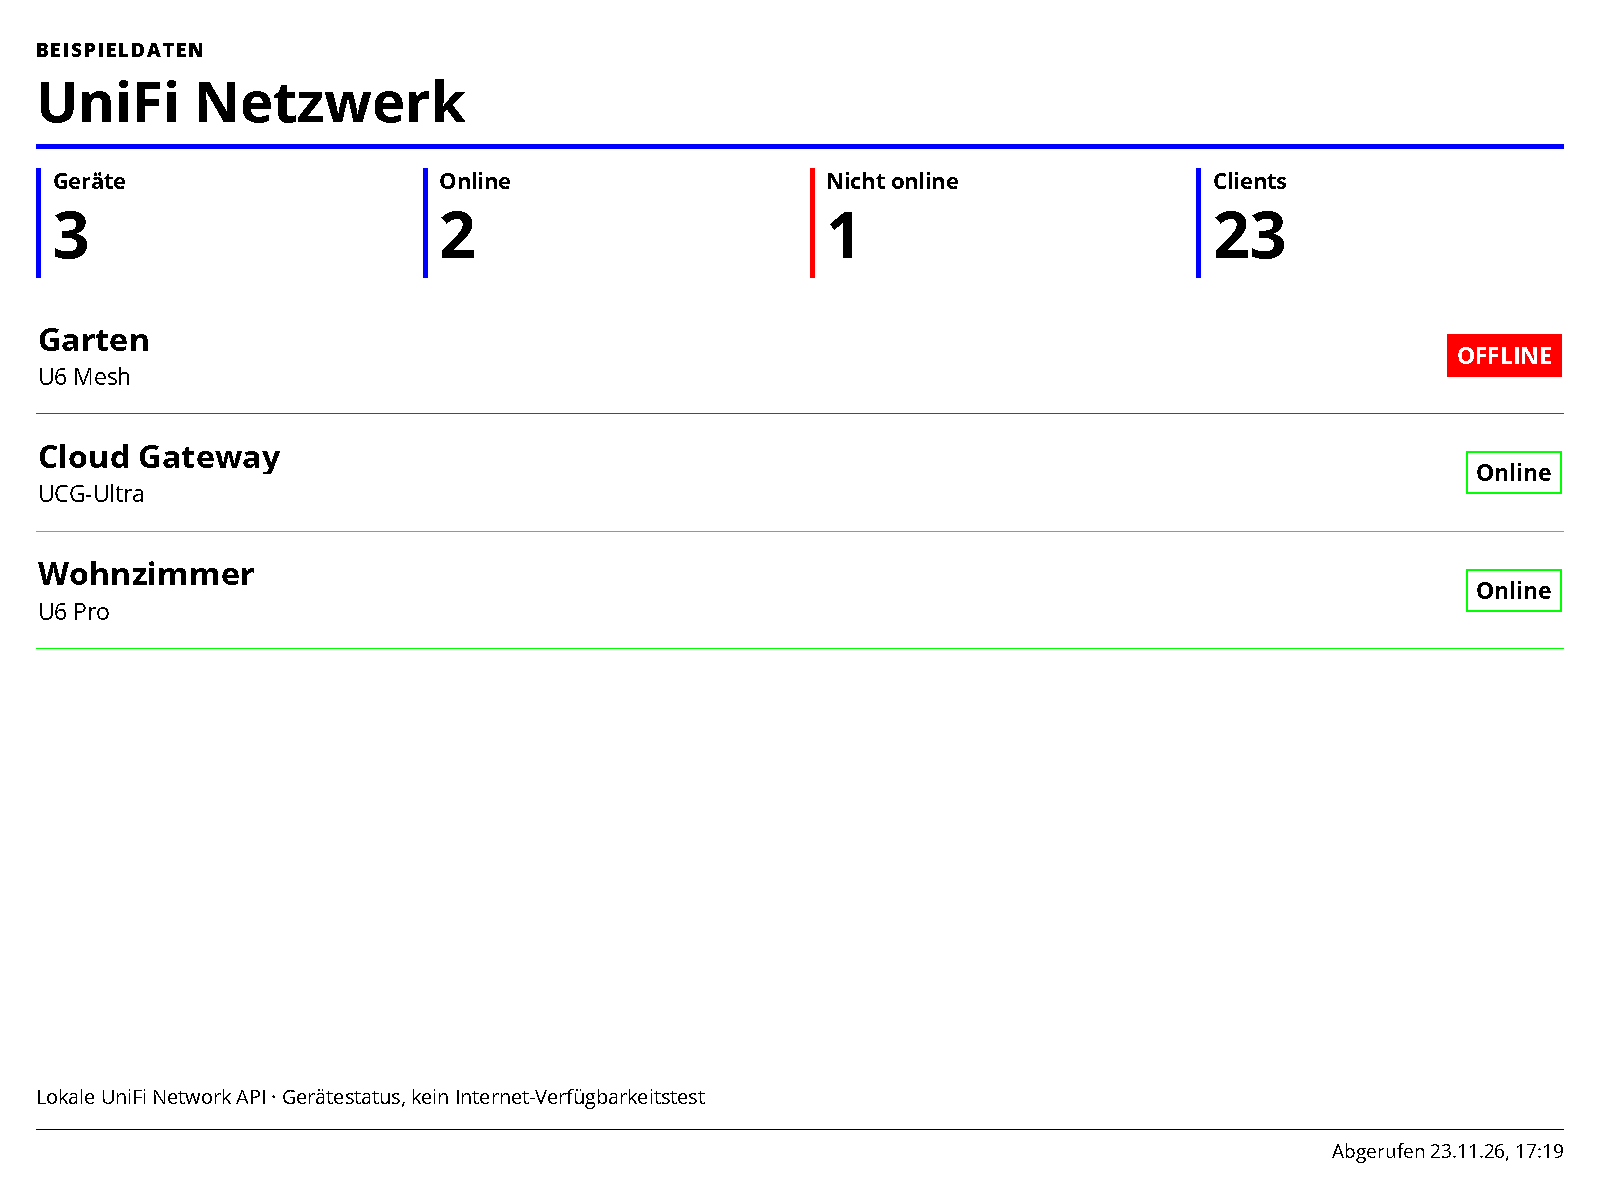 BEISPIELDATEN
UniFi Netzwerk
Geräte
3
Online
2
Nicht online
1
Clients
23
Garten
U6 Mesh
OFFLINE
Cloud Gateway
UCG-Ultra
Online
Wohnzimmer
U6 Pro
Online
Lokale UniFi Network API · Gerätestatus, kein Internet-Verfügbarkeitstest
Abgerufen 23.11.26, 17:19